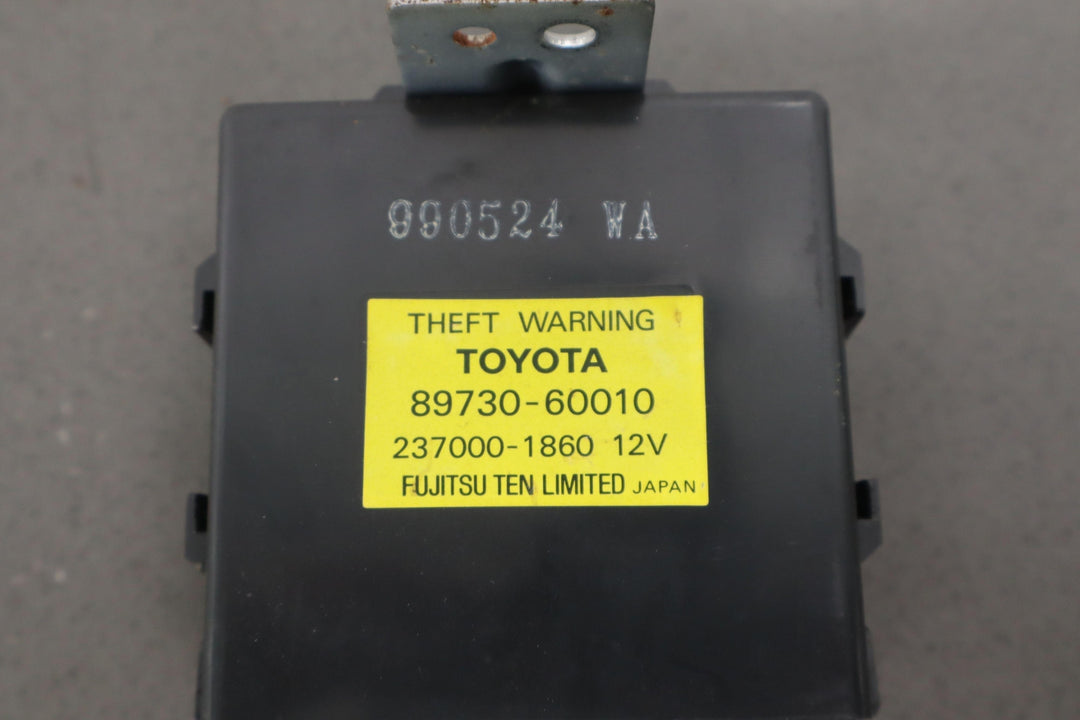 990524 WA
THEFT WARNING
TOYOTA
89730-60010
237000-1860 12V
FUJITSU TEN LIMITED JAPAN